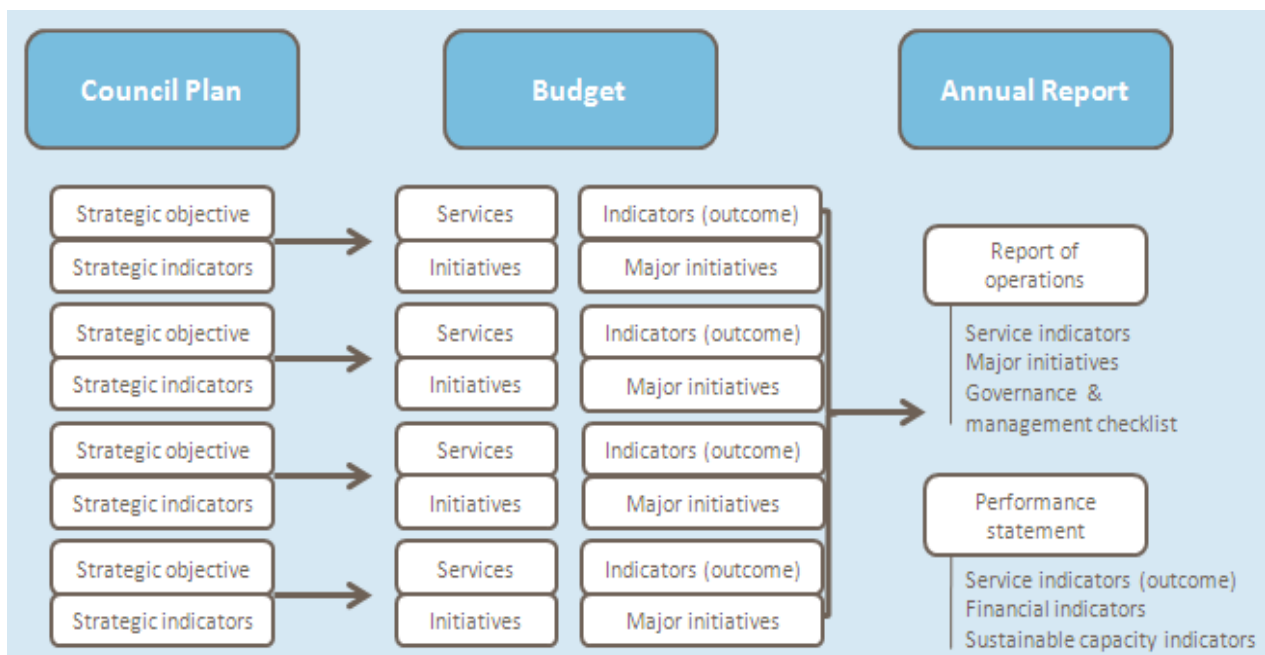 Council Plan
Budget
Annual Report
Strategic objective
Strategic indicators
Strategic objective
Strategic indicators
Strategic objective
Strategic indicators
Strategic objective
Strategic indicators
Services
Indicators (outcome)
Initiatives
Major initiatives
Services
Indicators (outcome)
Initiatives
Major initiatives
Services
Indicators (outcome)
Initiatives
Major initiatives
Services
Indicators (outcome)
Initiatives
Major initiatives
Report of
operations
Service indicators
Major initiatives
Governance &
management checklist
Performance
statement
Service indicators (outcome)
Financial indicators
Sustainable capacity indicators